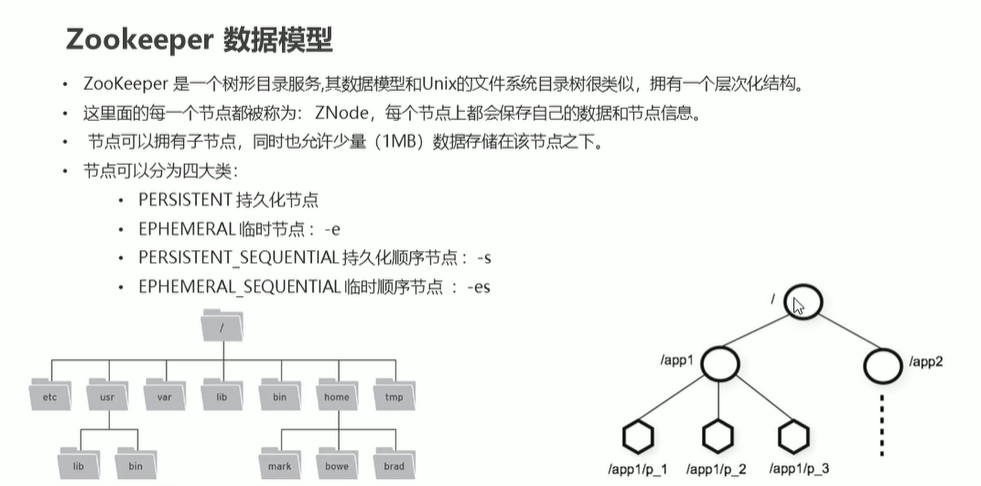 Zookeeper 数据模型
• ZooKeeper 是一个树形目录服务,其数据模型和Unix的文件系统目录树很类似，拥有一个层次化结构。
• 这里面的每一个节点都被称为： ZNode，每个节点上都会保存自己的数据和节点信息。
• 节点可以拥有子节点，同时也允许少量（1MB）数据存储在该节点之下。
• 节点可以分为四大类：
• PERSISTENT 持久化节点
• EPHEMERAL 临时节点 ：-e
• PERSISTENT_SEQUENTIAL 持久化顺序节点 ：-s
• EPHEMERAL_SEQUENTIAL 临时顺序节点 ：-es
/
etc usr var lib bin home tmp
lib bin mark bowe brad
/
/app1 /app2
/app1/p_1 /app1/p_2 /app1/p_3